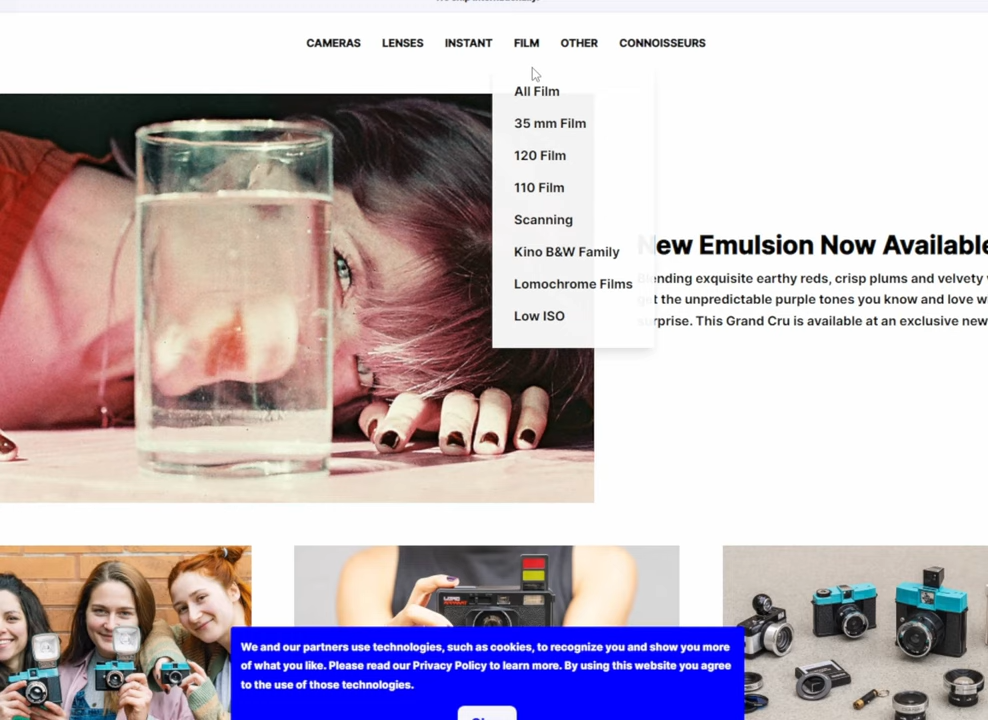 CAMERAS LENSES INSTANT FILM OTHER CONNOISSEURS
All Film
35 mm Film
120 Film
110 Film
Scanning
Kino B&W Family
Lomochrome Films
Low ISO
New Emulsion Now Available
Blending exquisite earthy reds, crisp plums and velvety
get the unpredictable purple tones you know and love
surprise. This Grand Cru is available at an exclusive new
We and our partners use technologies, such as cookies, to recognize you and show you more
of what you like. Please read our Privacy Policy to learn more. By using this website you agree
to the use of those technologies.